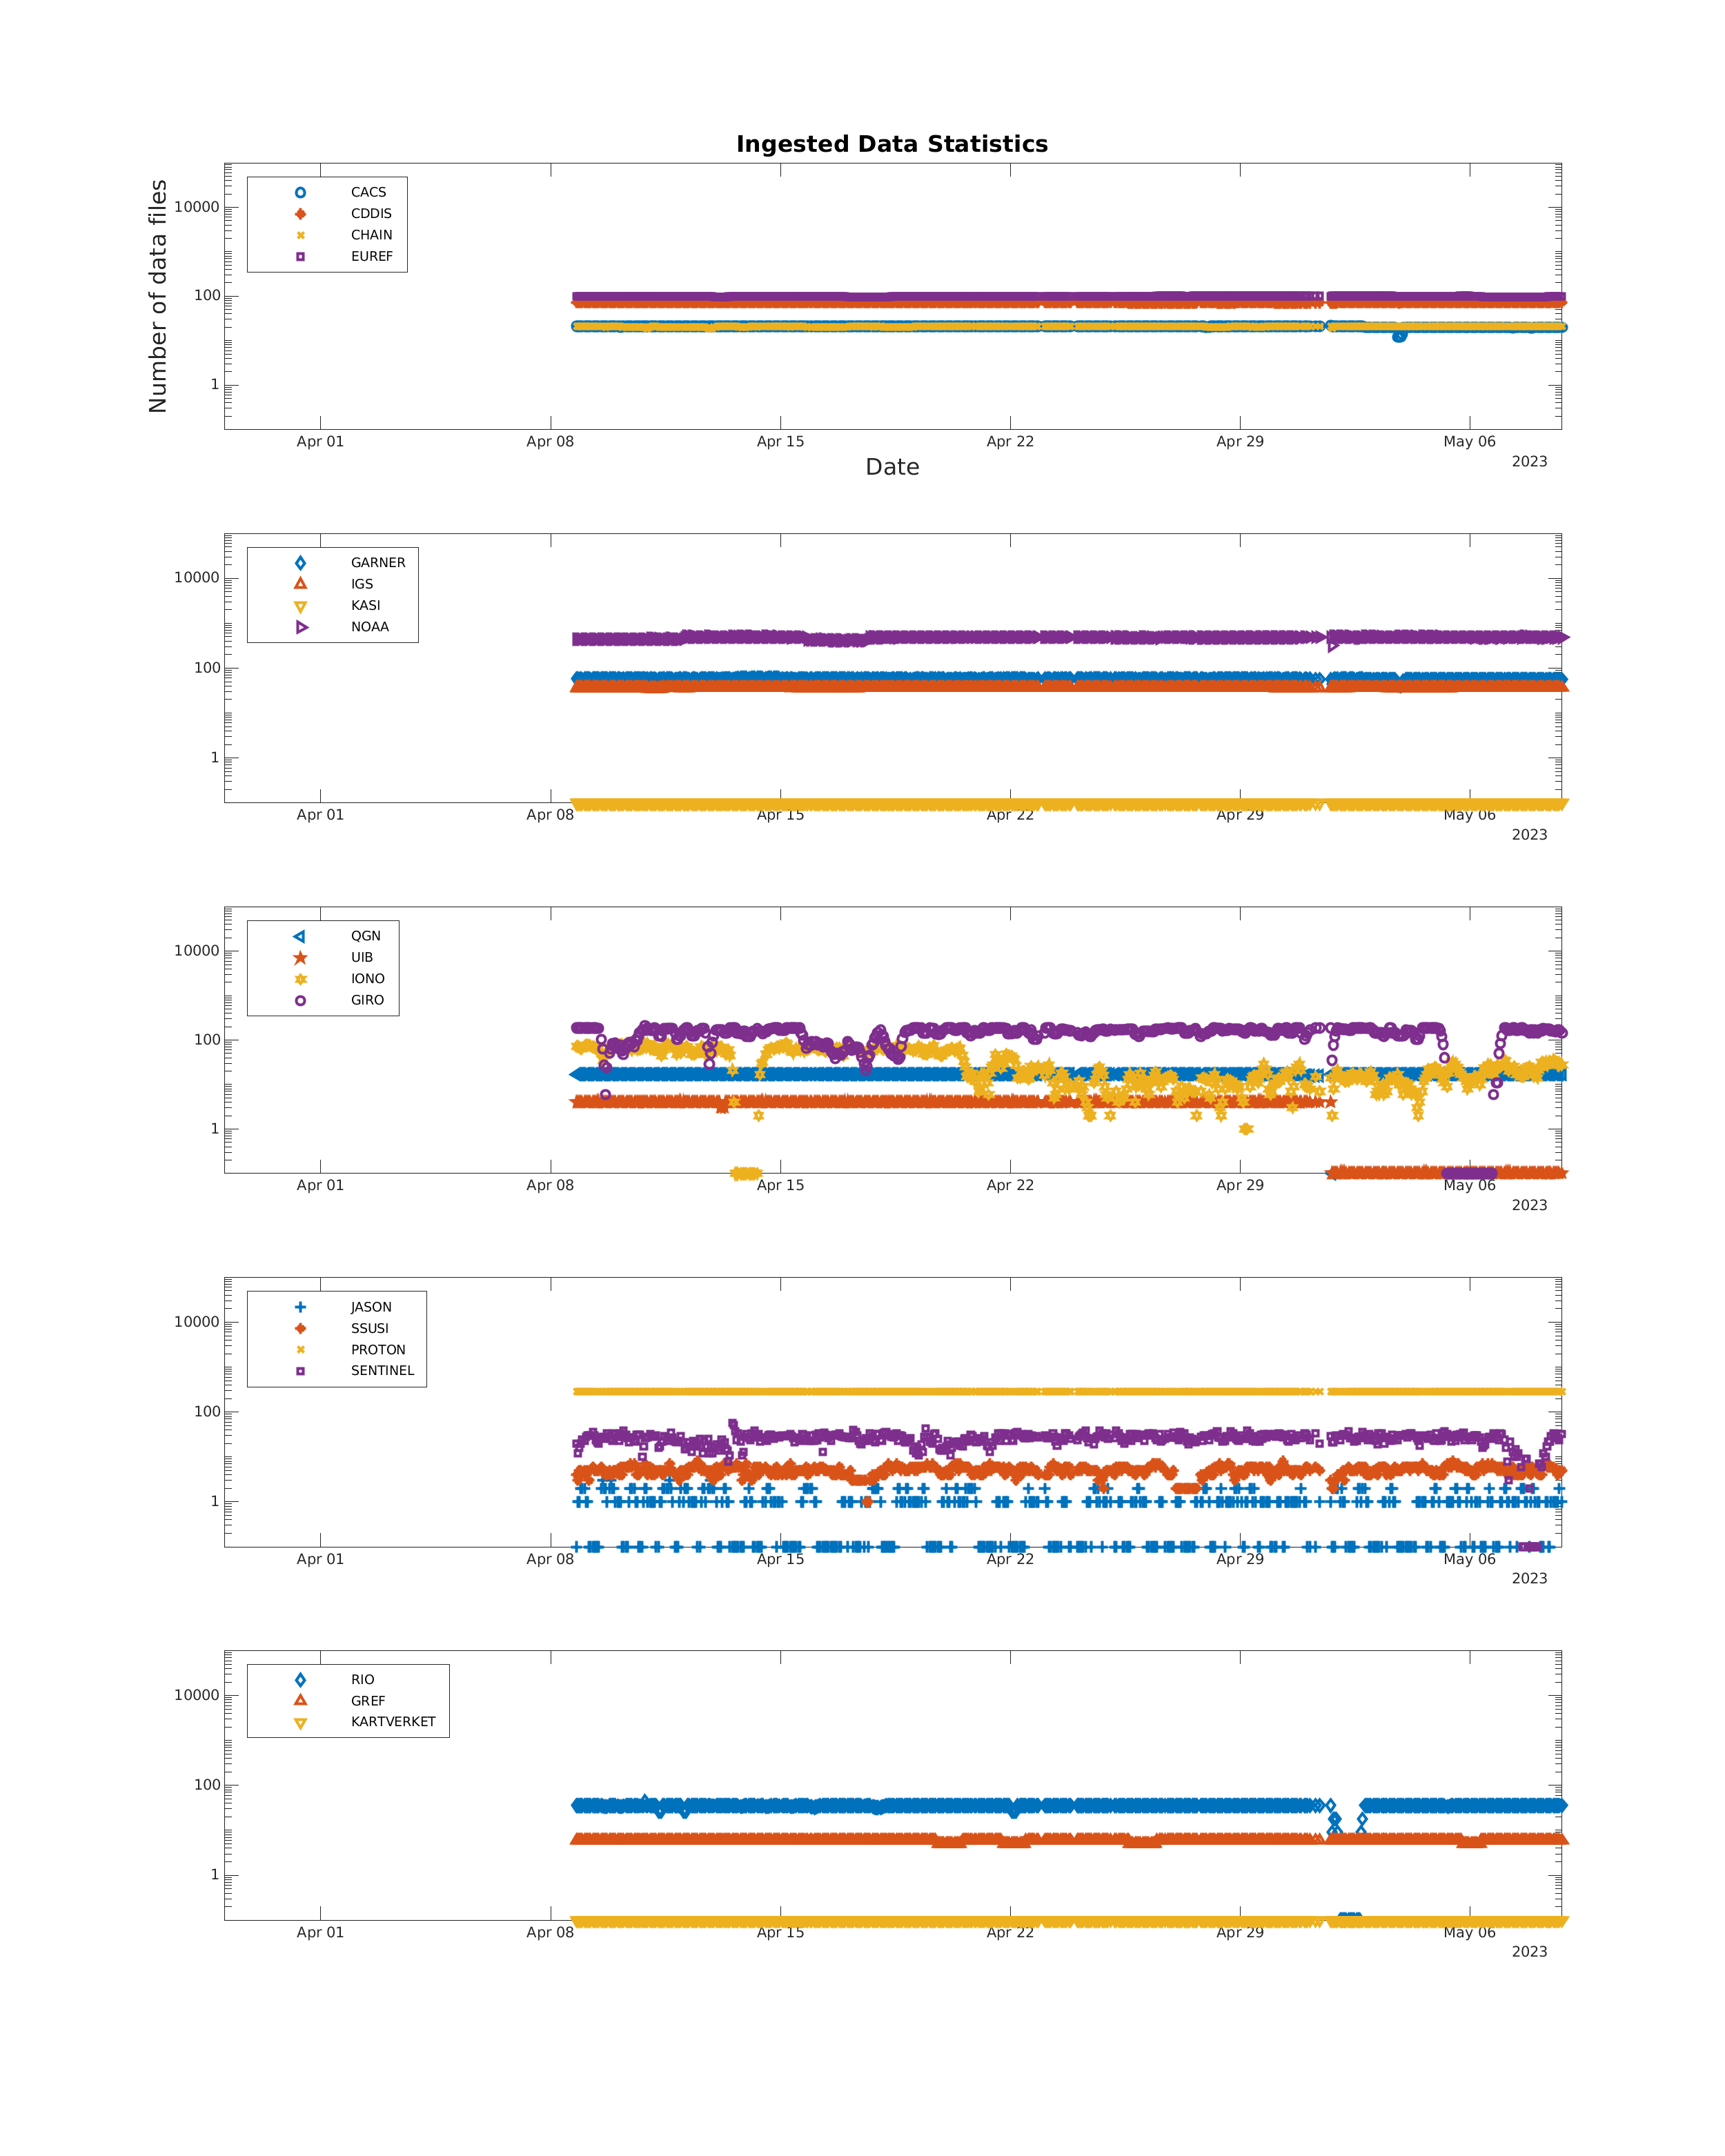 Ingested Data Statistics
Number of data files
10000
100
1
CACS
CDDIS
CHAIN
EUREF
Apr 01 Apr 08 Apr 15 Apr 22 Apr 29 May 06
2023
Date
10000
100
1
GARNER
IGS
KASI
NOAA
Apr 01 Apr 08 Apr 15 Apr 22 Apr 29 May 06
2023
10000
100
1
QGN
UIB
IONO
GIRO
Apr 01 Apr 08 Apr 15 Apr 22 Apr 29 May 06
2023
10000
100
1
JASON
SSUSI
PROTON
SENTINEL
Apr 01 Apr 08 Apr 15 Apr 22 Apr 29 May 06
2023
10000
100
1
RIO
GREF
KARTVERKET
Apr 01 Apr 08 Apr 15 Apr 22 Apr 29 May 06
2023